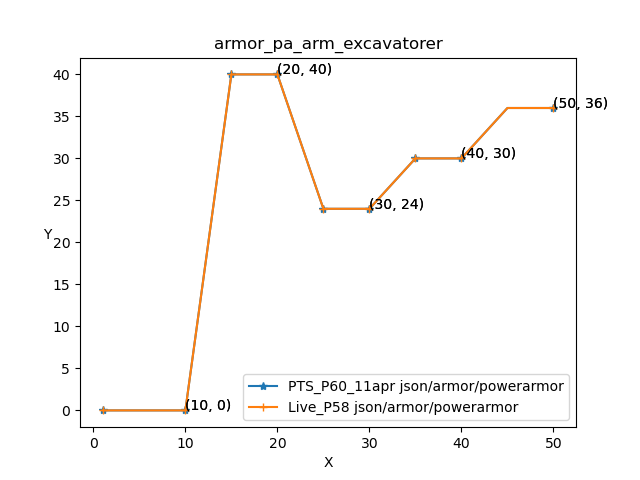 armor_pa_arm_excavatorer
40
35
30
25
20
15
10
5
0
Y
(20, 40)
(50, 36)
(40, 30)
(30, 24)
(10, 0)
PTS_P60_11apr json/armor/powerarmor
Live_P58 json/armor/powerarmor
0 10 20 30 40 50
X